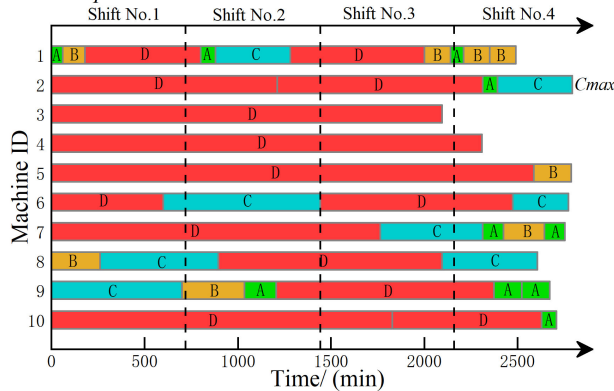 Shift No.1 Shift No.2 Shift No.3 Shift No.4
1 A B D A C D B A B B
2 D D A C Cmax
3 D
4 D
5 D B
6 D C D C
7 D C A B A
8 B C D C
9 C B A D A A
10 D D A
Machine ID
0 500 1000 1500 2000 2500
Time/ (min)